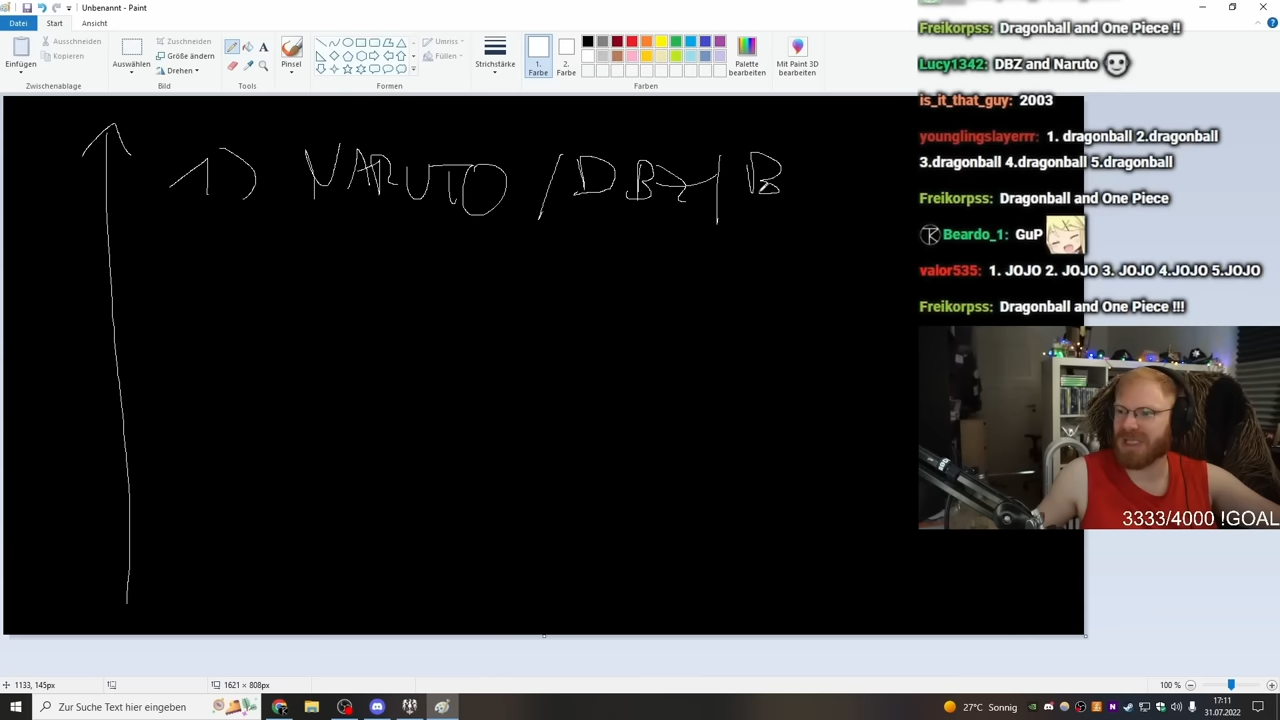 Unbenannt - Paint
Datei Start Ansicht
Einfügen
Ausschneiden
Kopieren
Zwischenablage
Auswählen
Zuschneiden
Größe ändern
Drehen
Bild
A
Tools
Pinsel
Formen
Umriss
Füllen
Strichstärke
1. Farbe
2. Farbe
Palette bearbeiten
Farben
Mit Paint 3D bearbeiten
1) NARUTO / DBZ / B
Freikorpss: Dragonball and One Piece !!
Lucy1342: DBZ and Naruto
is_it_that_guy: 2003
younglingslayerrr: 1. dragonball 2.dragonball
3.dragonball 4.dragonball 5.dragonball
Freikorpss: Dragonball and One Piece
Beardo_1: GuP
valor535: 1. JOJO 2. JOJO 3. JOJO 4.JOJO 5.JOJO
Freikorpss: Dragonball and One Piece !!!
3333/4000 !GOAL
1133, 145px
1621 × 808px
100 %
Zur Suche Text hier eingeben
27°C Sonnig
17:11
31.07.2022